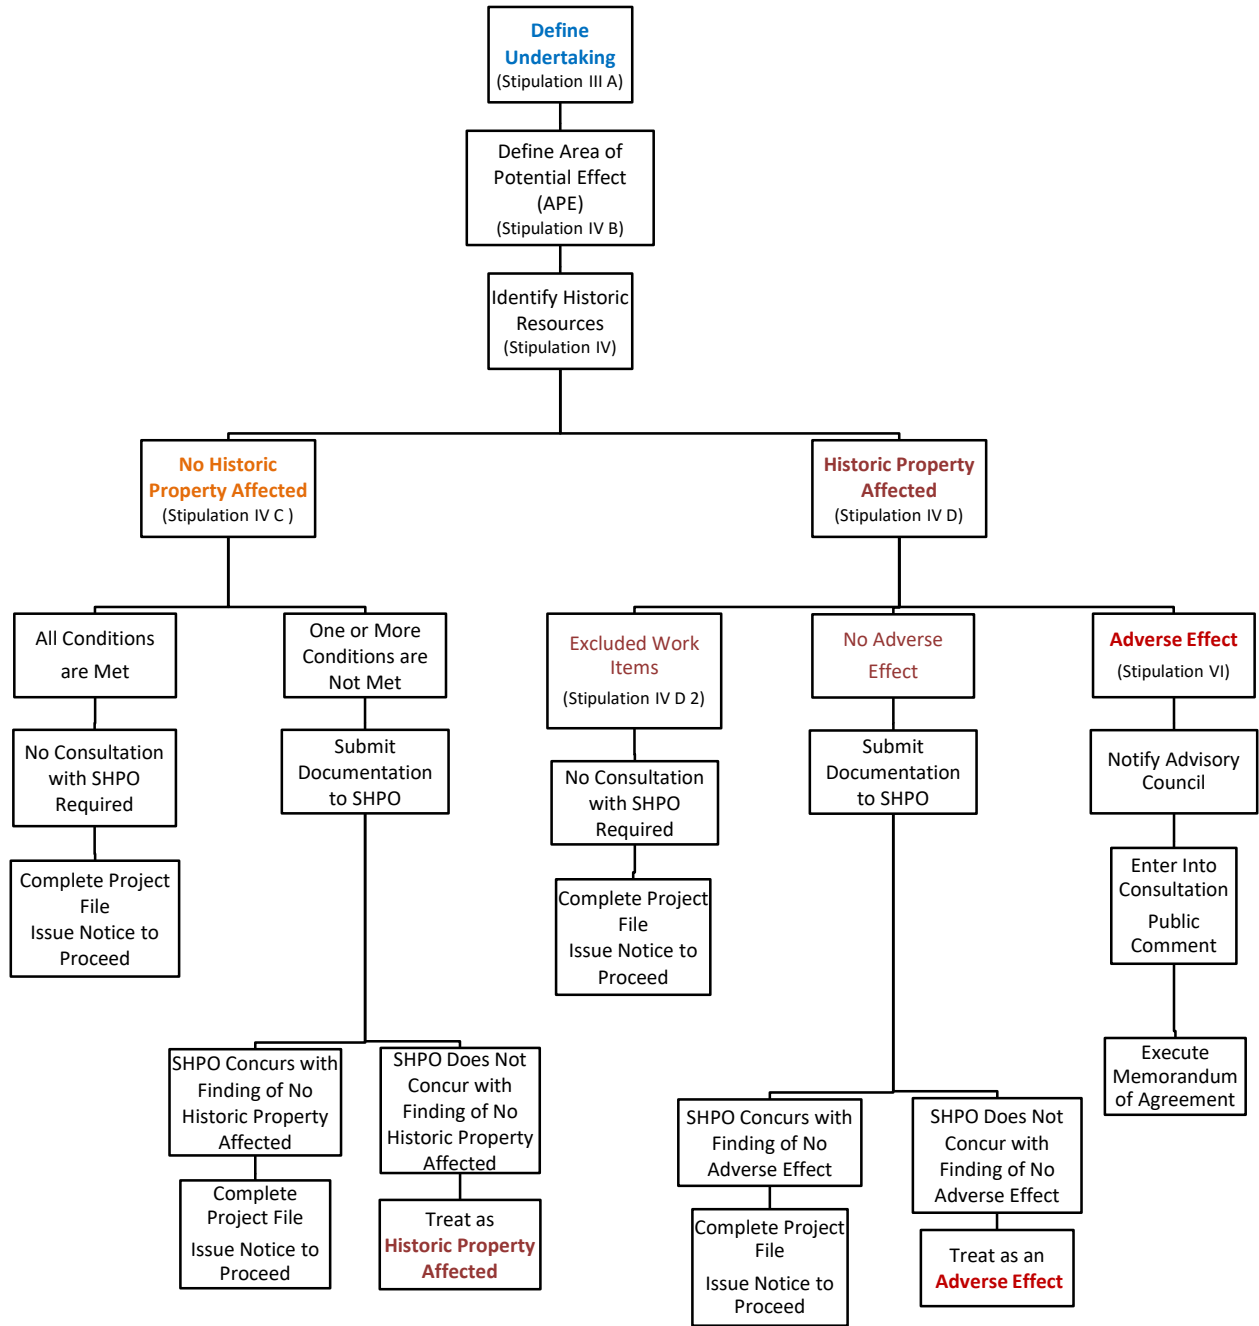 Define
Undertaking
(Stipulation III A)
Define Area of
Potential Effect
(APE)
(Stipulation IV B)
Identify Historic
Resources
(Stipulation IV)
No Historic
Property Affected
(Stipulation IV C )
Historic Property
Affected
(Stipulation IV D)
All Conditions
are Met
One or More
Conditions are
Not Met
Excluded Work
Items
(Stipulation IV D 2)
No Adverse
Effect
Adverse Effect
(Stipulation VI)
No Consultation
with SHPO
Required
Submit
Documentation
to SHPO
No Consultation
with SHPO
Required
Submit
Documentation
to SHPO
Notify Advisory
Council
Complete Project
File
Issue Notice to
Proceed
Complete Project
File
Issue Notice to
Proceed
Enter Into
Consultation
Public
Comment
SHPO Concurs with
Finding of No
Historic Property
Affected
SHPO Does Not
Concur with
Finding of No
Historic Property
Affected
SHPO Concurs with
Finding of No
Adverse Effect
SHPO Does Not
Concur with
Finding of No
Adverse Effect
Execute
Memorandum
of Agreement
Complete
Project File
Issue Notice to
Proceed
Treat as
Historic Property
Affected
Complete Project
File
Issue Notice to
Proceed
Treat as an
Adverse Effect